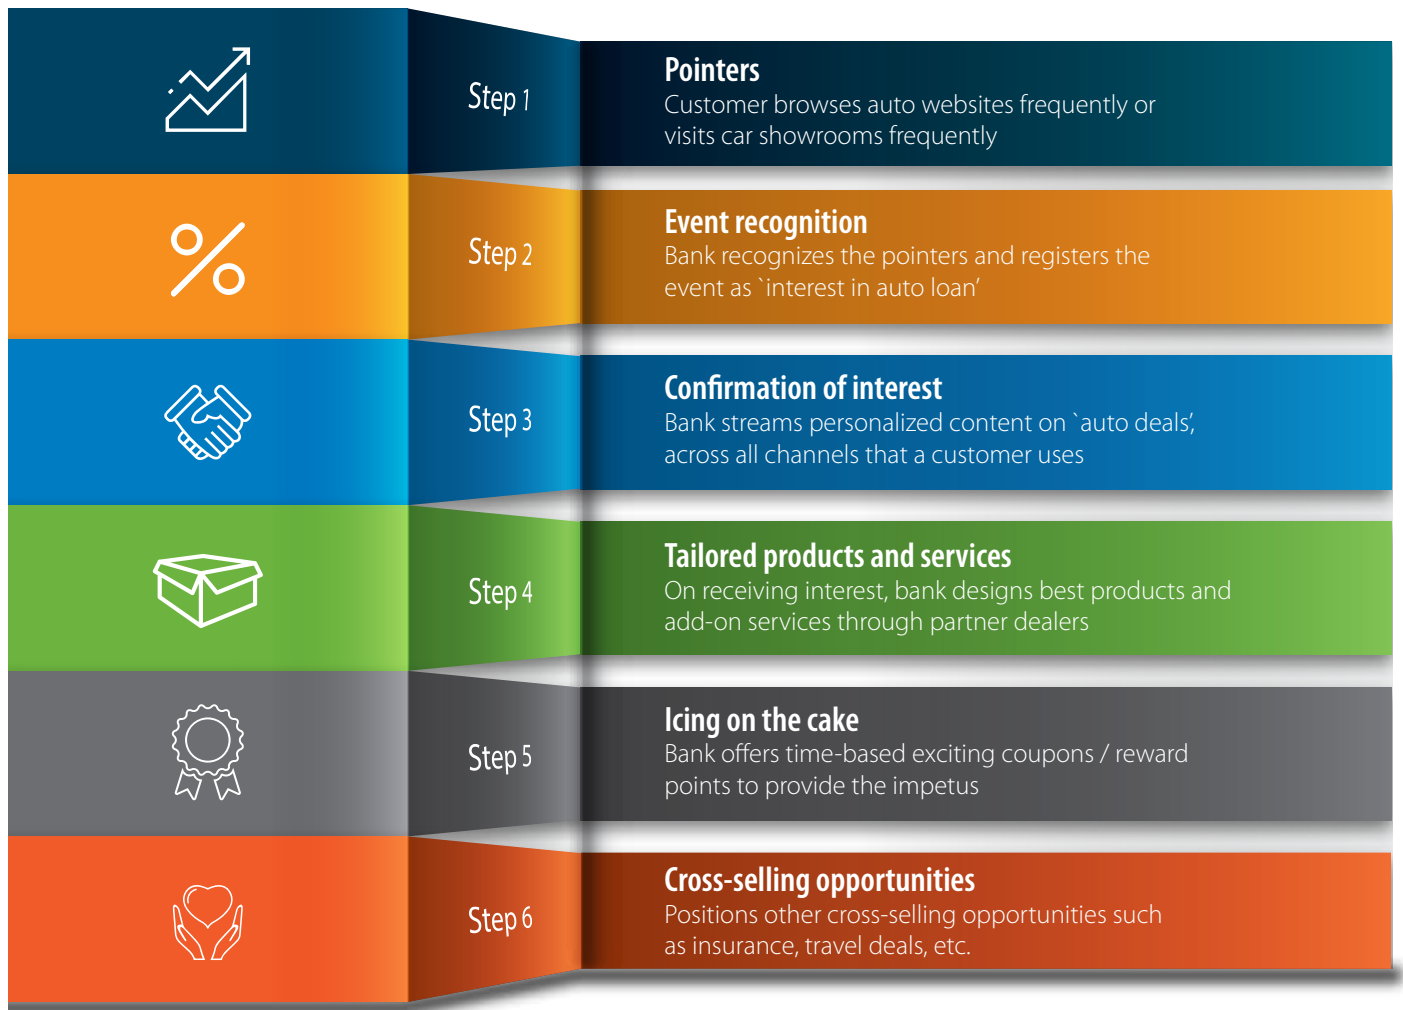 Step 1
Pointers
Customer browses auto websites frequently or
visits car showrooms frequently
Step 2
Event recognition
Bank recognizes the pointers and registers the
event as `interest in auto loan’
Step 3
Confirmation of interest
Bank streams personalized content on `auto deals’,
across all channels that a customer uses
Step 4
Tailored products and services
On receiving interest, bank designs best products and
add-on services through partner dealers
Step 5
Icing on the cake
Bank offers time-based exciting coupons / reward
points to provide the impetus
Step 6
Cross-selling opportunities
Positions other cross-selling opportunities such
as insurance, travel deals, etc.